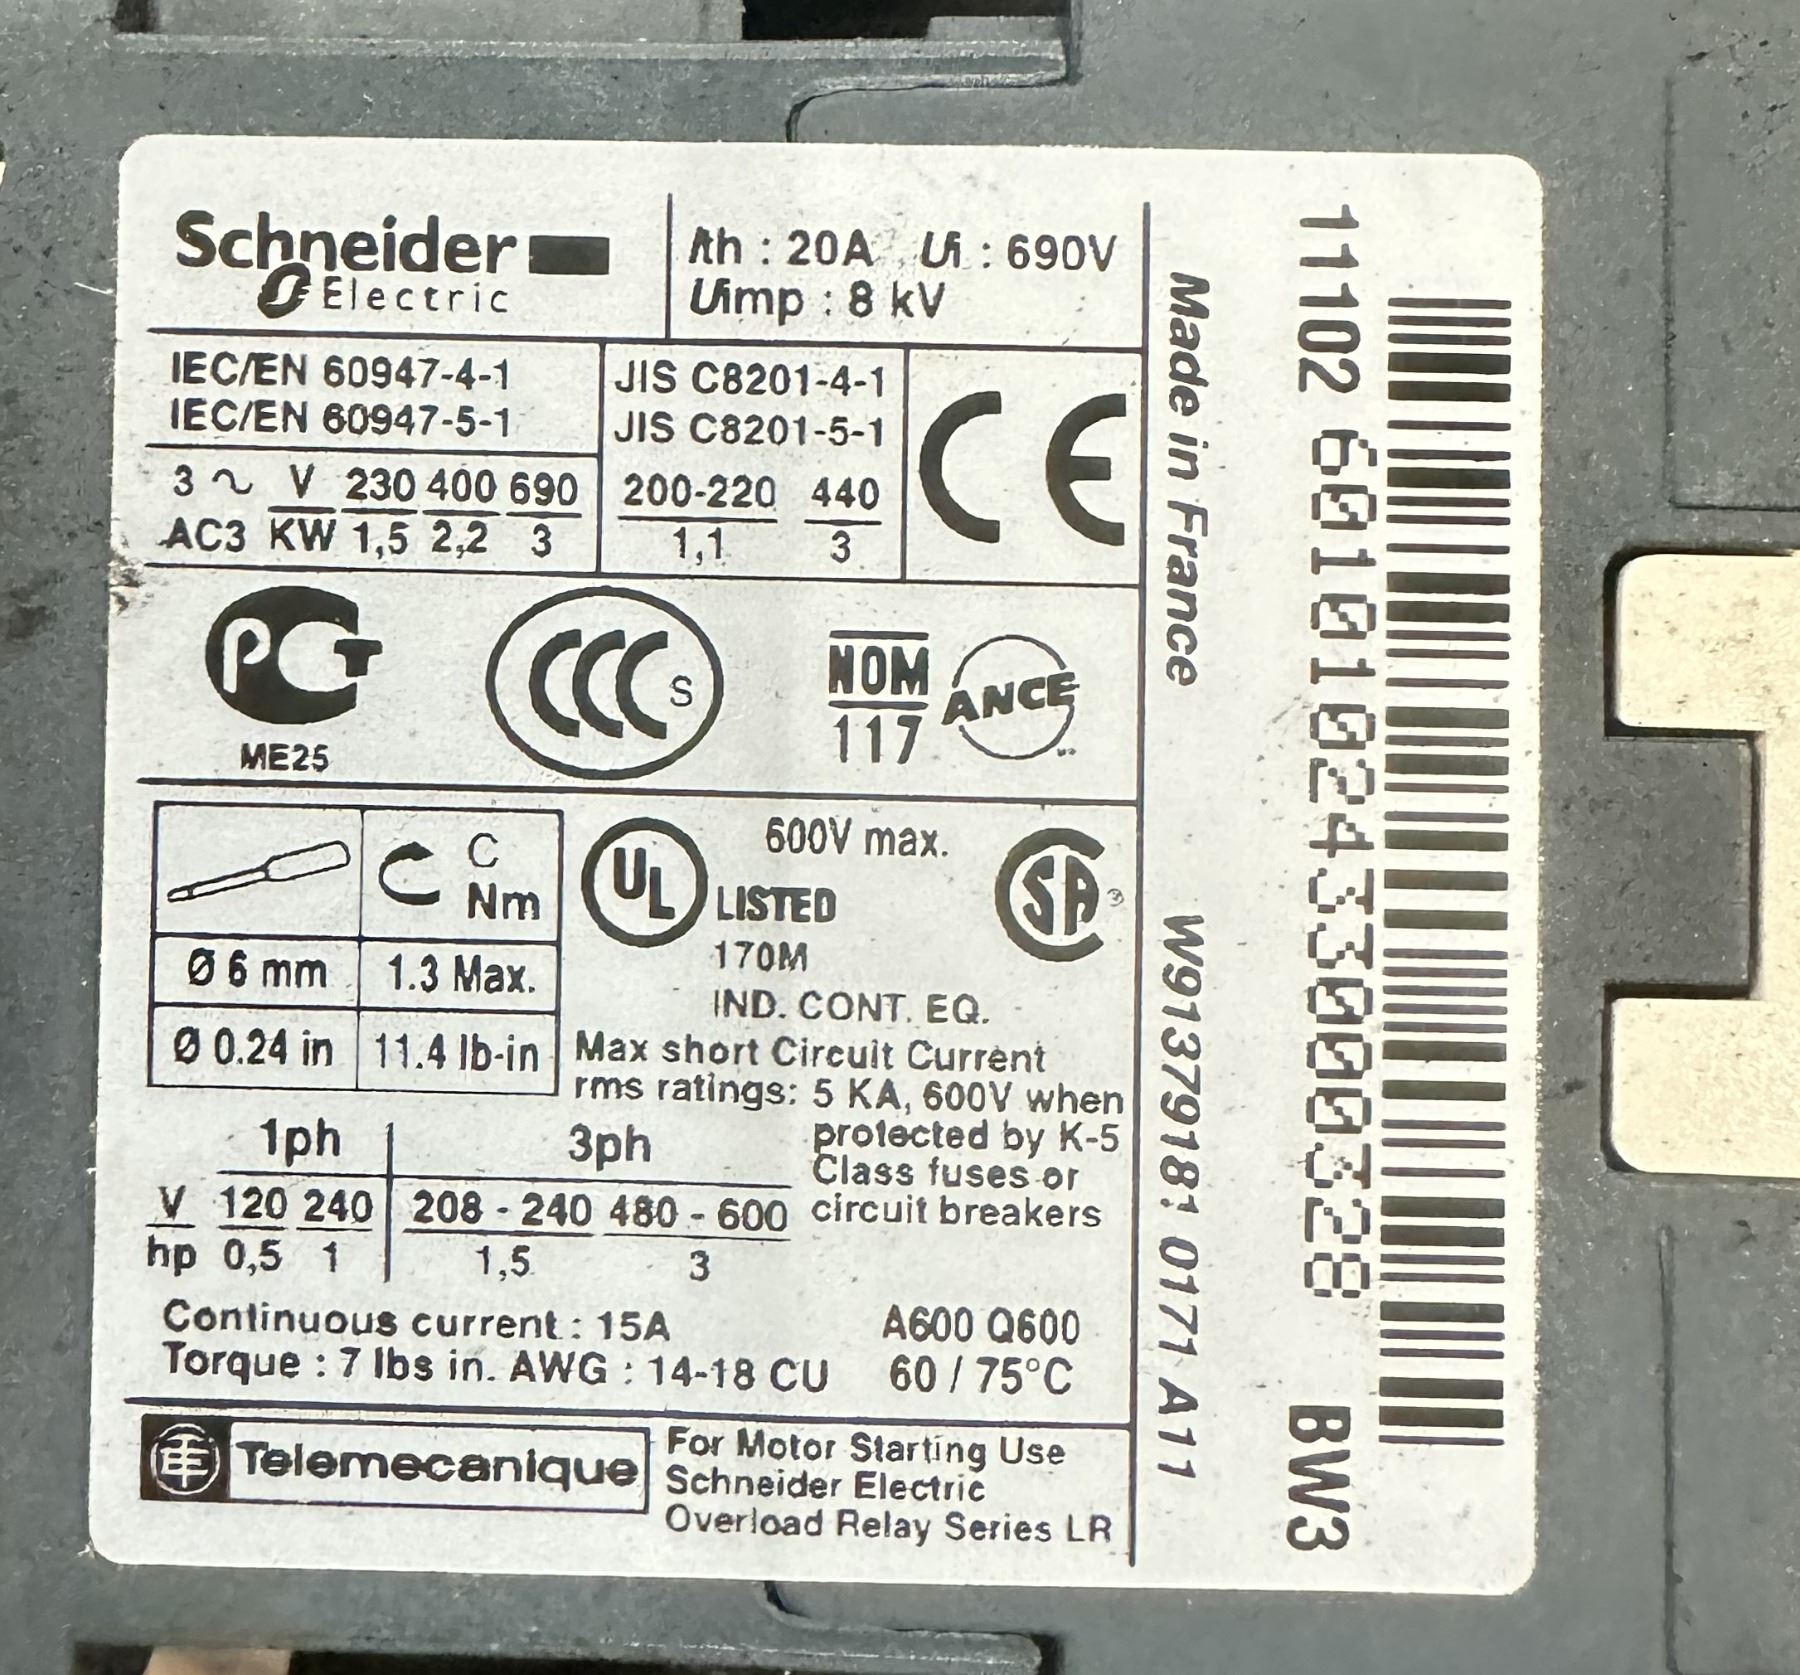 Schneider
Electric
Ith : 20A Ui : 690V
Uimp : 8 kV
IEC/EN 60947-4-1
IEC/EN 60947-5-1
JIS C8201-4-1
JIS C8201-5-1
CE
3 ~ V 230 400 690
AC3 KW 1,5 2,2 3
200-220 440
1,1 3
PCT
ME25
CCC S
NOM
117
ANCE
C
Nm
Ø 6 mm 1.3 Max.
Ø 0.24 in 11.4 lb-in
600V max.
UL LISTED
SA
170M
IND. CONT. EQ.
Max short Circuit Current
rms ratings: 5 KA, 600V when
protected by K-5
Class fuses or
circuit breakers
1ph 3ph
V 120 240 208 - 240 480 - 600
hp 0,5 1 1,5 3
Continuous current : 15A A600 Q600
Torque : 7 lbs in. AWG : 14-18 CU 60 / 75°C
Telemecanique
For Motor Starting Use
Schneider Electric
Overload Relay Series LR
Made in France W91379181 0171 A11
11102 6010102433000328 BW3